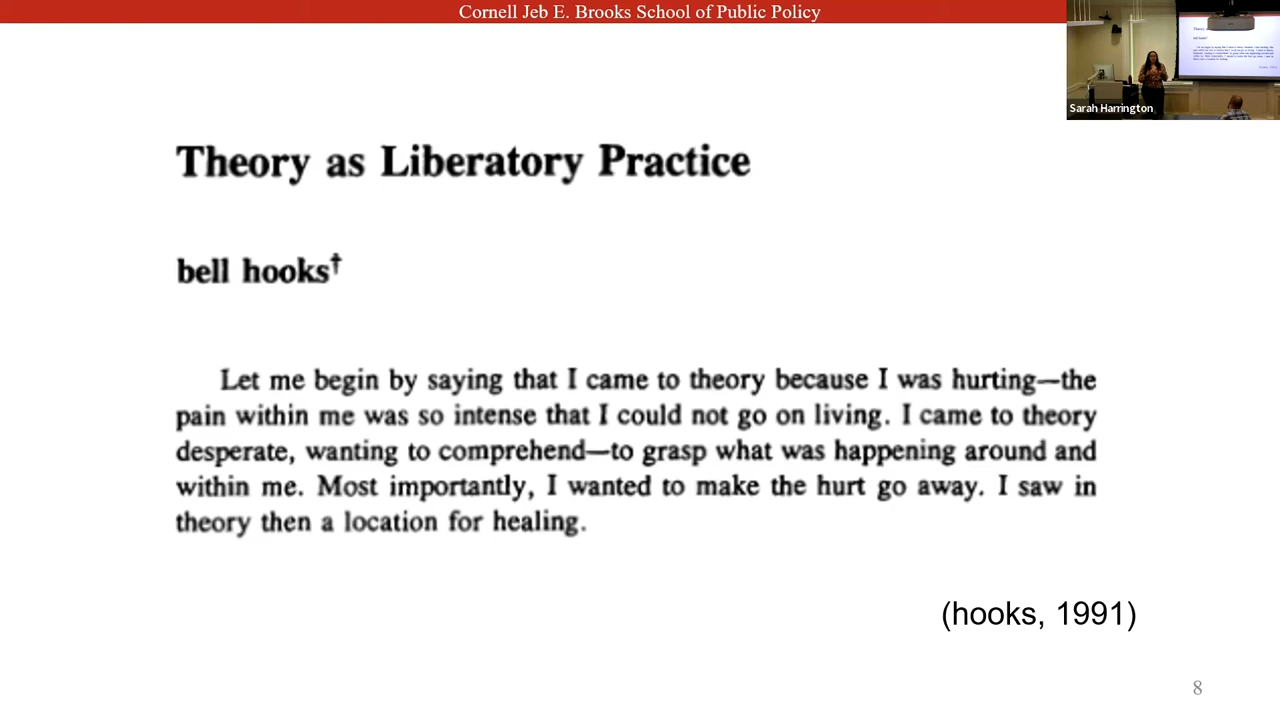 Cornell Jeb E. Brooks School of Public Policy
Sarah Harrington
Theory as Liberatory Practice
bell hooks†
Let me begin by saying that I came to theory because I was hurting—the
pain within me was so intense that I could not go on living. I came to theory
desperate, wanting to comprehend—to grasp what was happening around and
within me. Most importantly, I wanted to make the hurt go away. I saw in
theory then a location for healing.
(hooks, 1991)
8